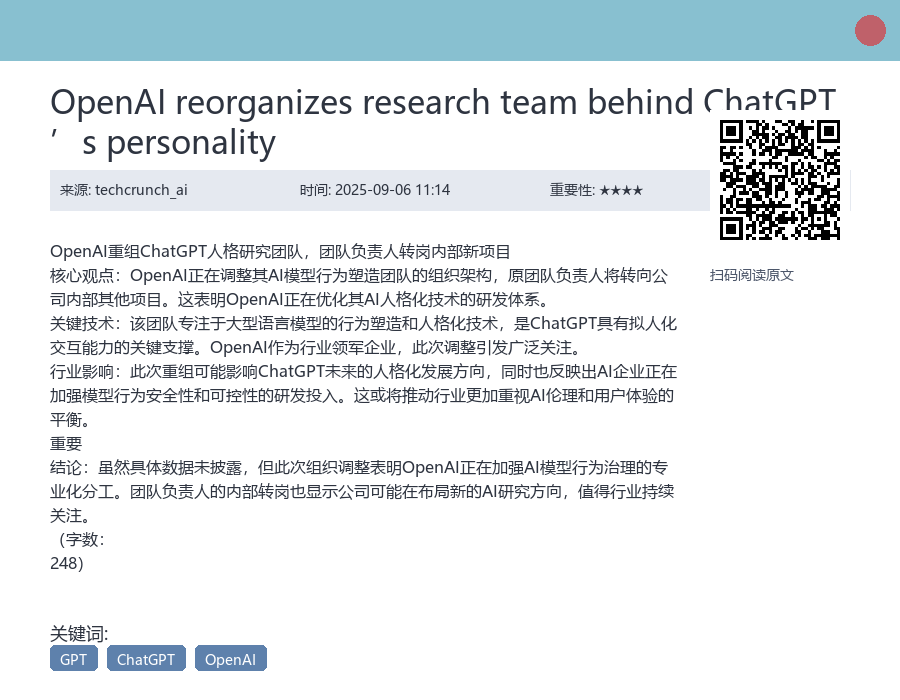 OpenAI reorganizes research team behind ChatGPT
’s personality
来源: techcrunch_ai
时间: 2025-09-06 11:14
重要性: ★★★★
扫码阅读原文
OpenAI重组ChatGPT人格研究团队，团队负责人转岗内部新项目
核心观点：OpenAI正在调整其AI模型行为塑造团队的组织架构，原团队负责人将转向公
司内部其他项目。这表明OpenAI正在优化其AI人格化技术的研发体系。
关键技术：该团队专注于大型语言模型的行为塑造和人格化技术，是ChatGPT具有拟人化
交互能力的关键支撑。OpenAI作为行业领军企业，此次调整引发广泛关注。
行业影响：此次重组可能影响ChatGPT未来的人格化发展方向，同时也反映出AI企业正在
加强模型行为安全性和可控性的研发投入。这或将推动行业更加重视AI伦理和用户体验的
平衡。
重要
结论：虽然具体数据未披露，但此次组织调整表明OpenAI正在加强AI模型行为治理的专
业化分工。团队负责人的内部转岗也显示公司可能在布局新的AI研究方向，值得行业持续
关注。
（字数：
248）
关键词:
GPT
ChatGPT
OpenAI